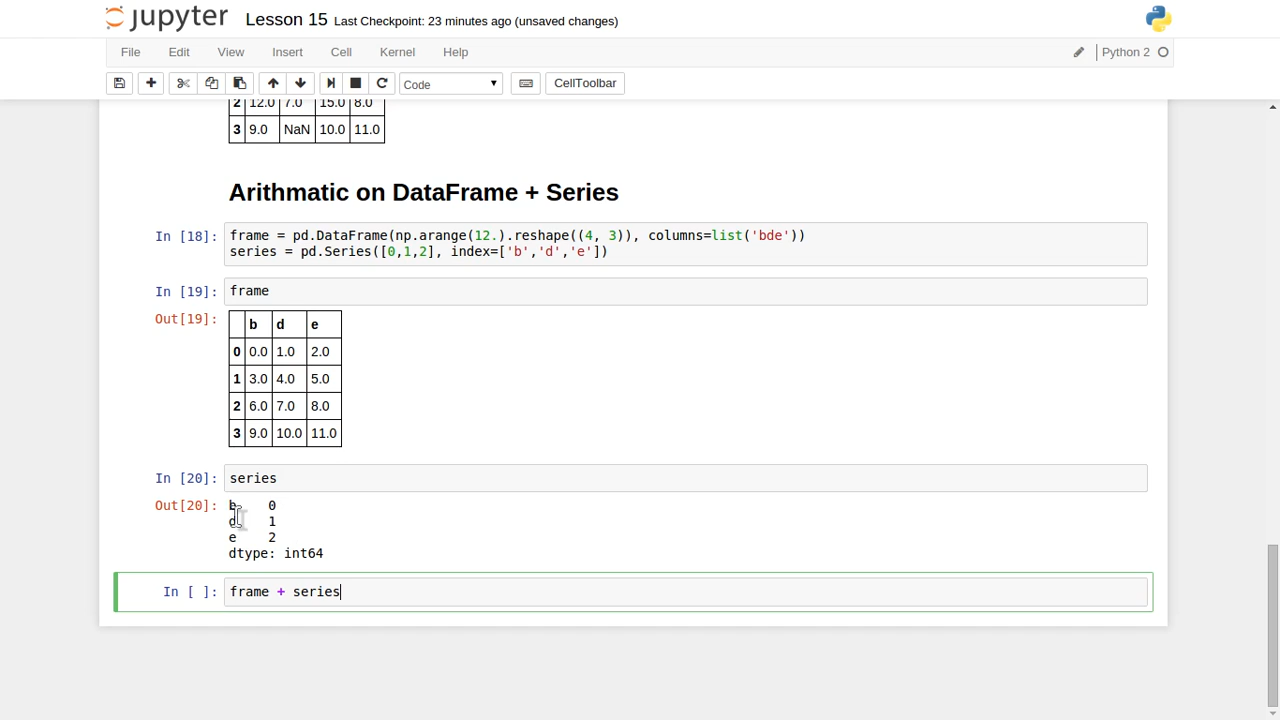 jupyter Lesson 15 Last Checkpoint: 23 minutes ago (unsaved changes)
File Edit View Insert Cell Kernel Help Python 2
Code CellToolbar
2 12.0 7.0 15.0 8.0
3 9.0 NaN 10.0 11.0
Arithmatic on DataFrame + Series
In [18]: frame = pd.DataFrame(np.arange(12.).reshape((4, 3)), columns=list('bde'))
series = pd.Series([0,1,2], index=['b','d','e'])
In [19]: frame
Out[19]:
b d e
0 0.0 1.0 2.0
1 3.0 4.0 5.0
2 6.0 7.0 8.0
3 9.0 10.0 11.0
In [20]: series
Out[20]: b 0
d 1
e 2
dtype: int64
In [ ]: frame + series